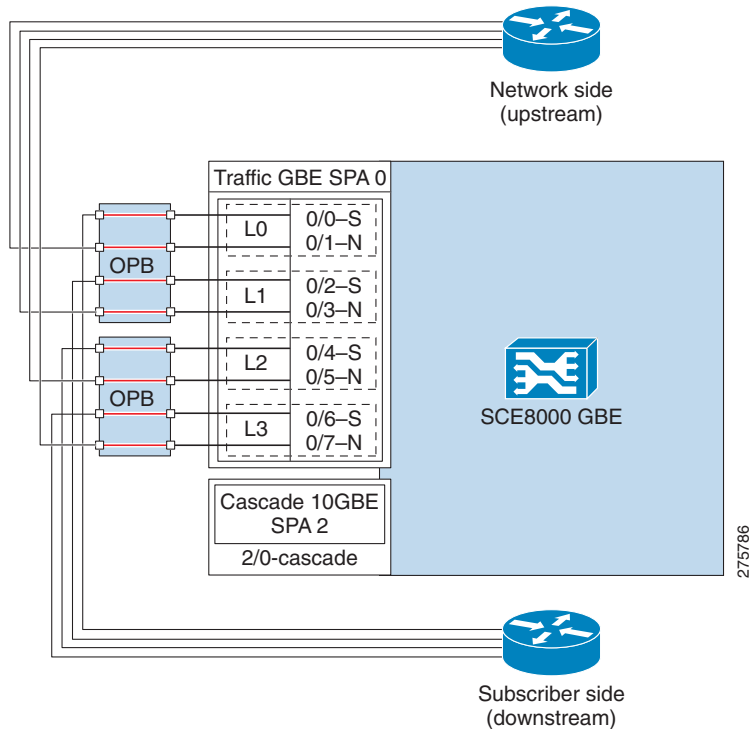 Network side
(upstream)
Traffic GBE SPA 0
L0
0/0–S
0/1–N
OPB
L1
0/2–S
0/3–N
L2
0/4–S
0/5–N
OPB
L3
0/6–S
0/7–N
SCE8000 GBE
Cascade 10GBE
SPA 2
2/0-cascade
275786
Subscriber side
(downstream)